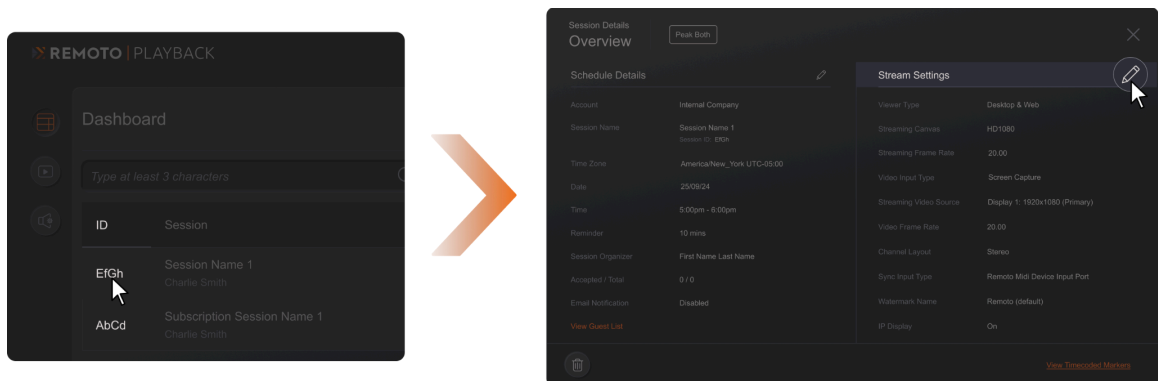 REMOTO | PLAYBACK
Dashboard
Type at least 3 characters
ID Session
EfGh Session Name 1
Charlie Smith
AbCd Subscription Session Name 1
Charlie Smith
Session Details
Overview Peak Both
Schedule Details
Account Internal Company
Session Name Session Name 1
Session ID: EfGh
Time Zone America/New_York UTC-05:00
Date 25/09/24
Time 5:00pm - 6:00pm
Reminder 10 mins
Session Organizer First Name Last Name
Accepted / Total 0 / 0
Email Notification Disabled
View Guest List
Stream Settings
Viewer Type Desktop & Web
Streaming Canvas HD1080
Streaming Frame Rate 20.00
Video Input Type Screen Capture
Streaming Video Source Display 1: 1920x1080 (Primary)
Video Frame Rate 20.00
Channel Layout Stereo
Sync Input Type Remoto Midi Device Input Port
Watermark Name Remoto (default)
IP Display On
View Timecoded Markers